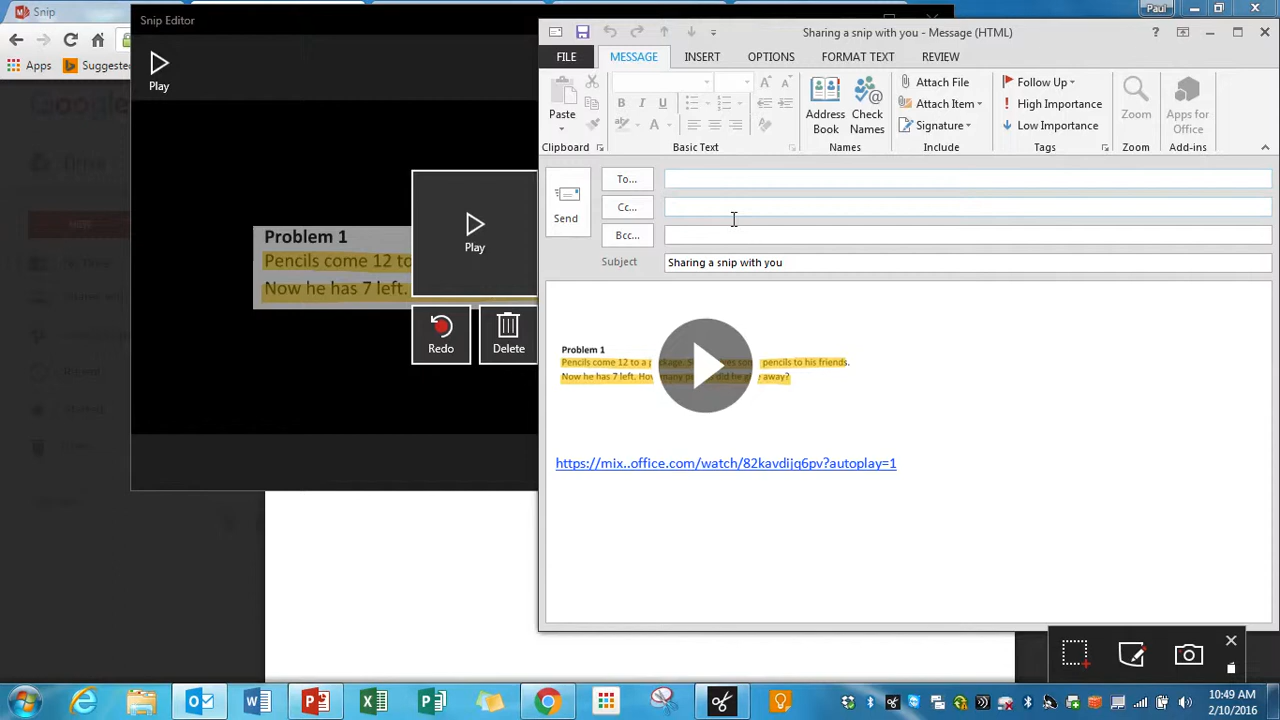 Snip
Paul
Snip Editor
Sharing a snip with you - Message (HTML)
FILE
MESSAGE
INSERT
OPTIONS
FORMAT TEXT
REVIEW
Apps
Suggested
Play
Paste
Clipboard
B I U
Basic Text
Address Book
Check Names
Names
Attach File
Attach Item
Signature
Include
Follow Up
High Importance
Low Importance
Tags
Zoom
Zoom
Apps for Office
Add-ins
Send
To...
Cc...
Bcc...
Subject
Sharing a snip with you
Problem 1
Pencils come 12 to
Now he has 7 left.
Play
Redo
Delete
Problem 1
Pencils come 12 to a pencils to his friends.
Now he has 7 left. away?
https://mix..office.com/watch/82kavdijq6pv?autoplay=1
10:49 AM
2/10/2016